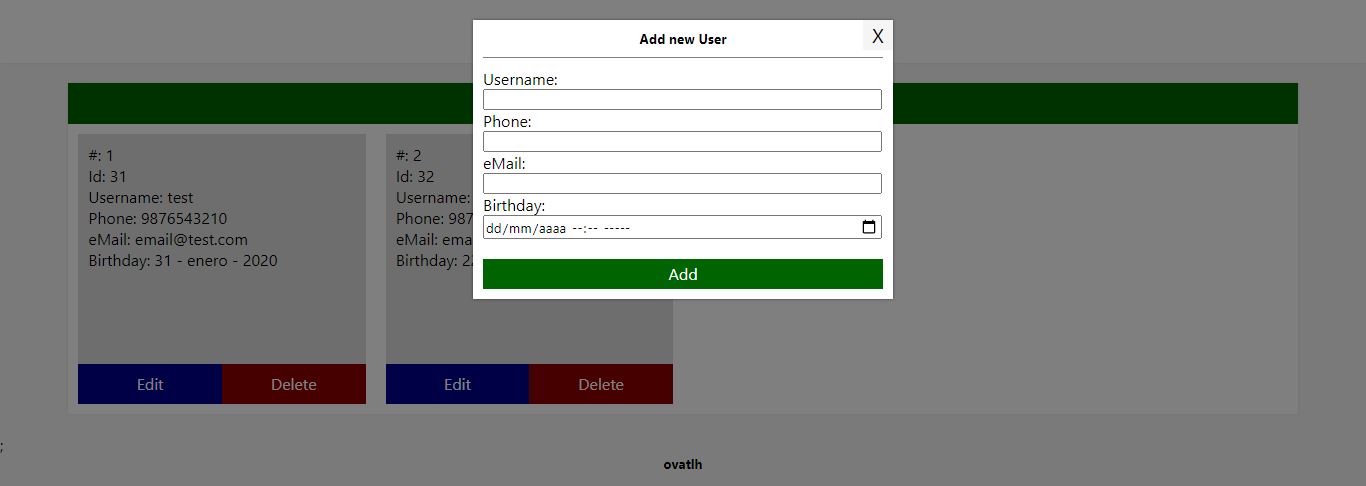 Add new User
X
Username:
Phone:
eMail:
Birthday:
dd/mm/aaaa --:-- -----
Add
#: 1
Id: 31
Username: test
Phone: 9876543210
eMail: email@test.com
Birthday: 31 - enero - 2020
Edit
Delete
#: 2
Id: 32
Username:
Phone: 987
eMail: ema
Birthday: 22
Edit
Delete
;
ovatlh